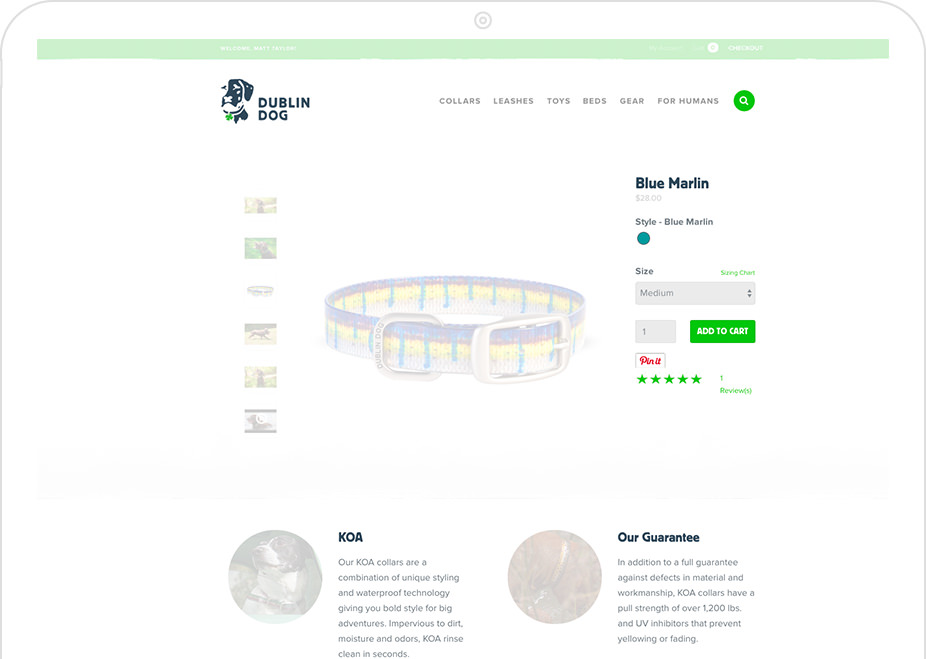 WELCOME, MATT TAYLOR!
My Account
Cart
0
CHECKOUT
DUBLIN
DOG
COLLARS
LEASHES
TOYS
BEDS
GEAR
FOR HUMANS
Blue Marlin
$28.00
Style - Blue Marlin
Size
Sizing Chart
Medium
1
ADD TO CART
Pin it
1
Review(s)
DUBLIN DOG
KOA
Our KOA collars are a
combination of unique styling
and waterproof technology
giving you bold style for big
adventures. Impervious to dirt,
moisture and odors, KOA rinse
clean in seconds.
Our Guarantee
In addition to a full guarantee
against defects in material and
workmanship, KOA collars have a
pull strength of over 1,200 lbs.
and UV inhibitors that prevent
yellowing or fading.